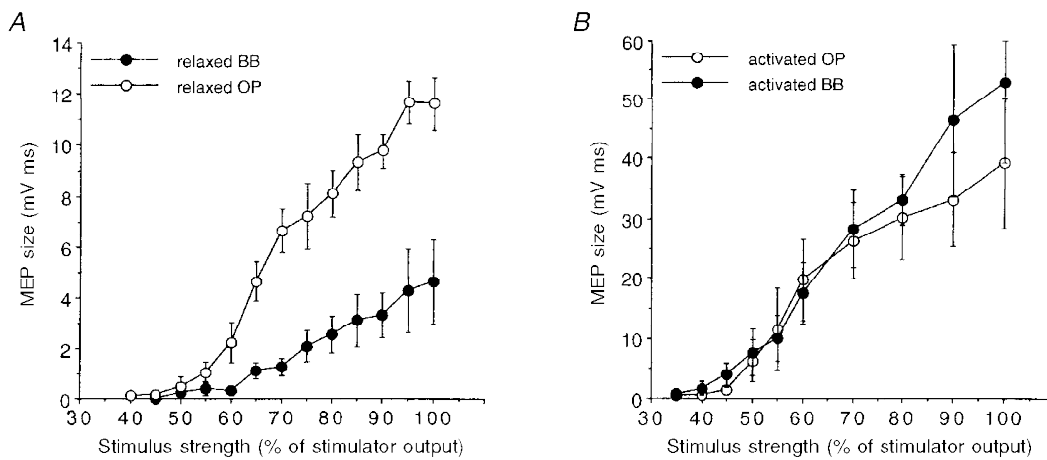 A
14
12
10
8
6
4
2
0
MEP size (mV ms)
relaxed BB
relaxed OP
30 40 50 60 70 80 90 100
Stimulus strength (% of stimulator output)
B
60
50
40
30
20
10
0
MEP size (mV ms)
activated OP
activated BB
30 40 50 60 70 80 90 100
Stimulus strength (% of stimulator output)